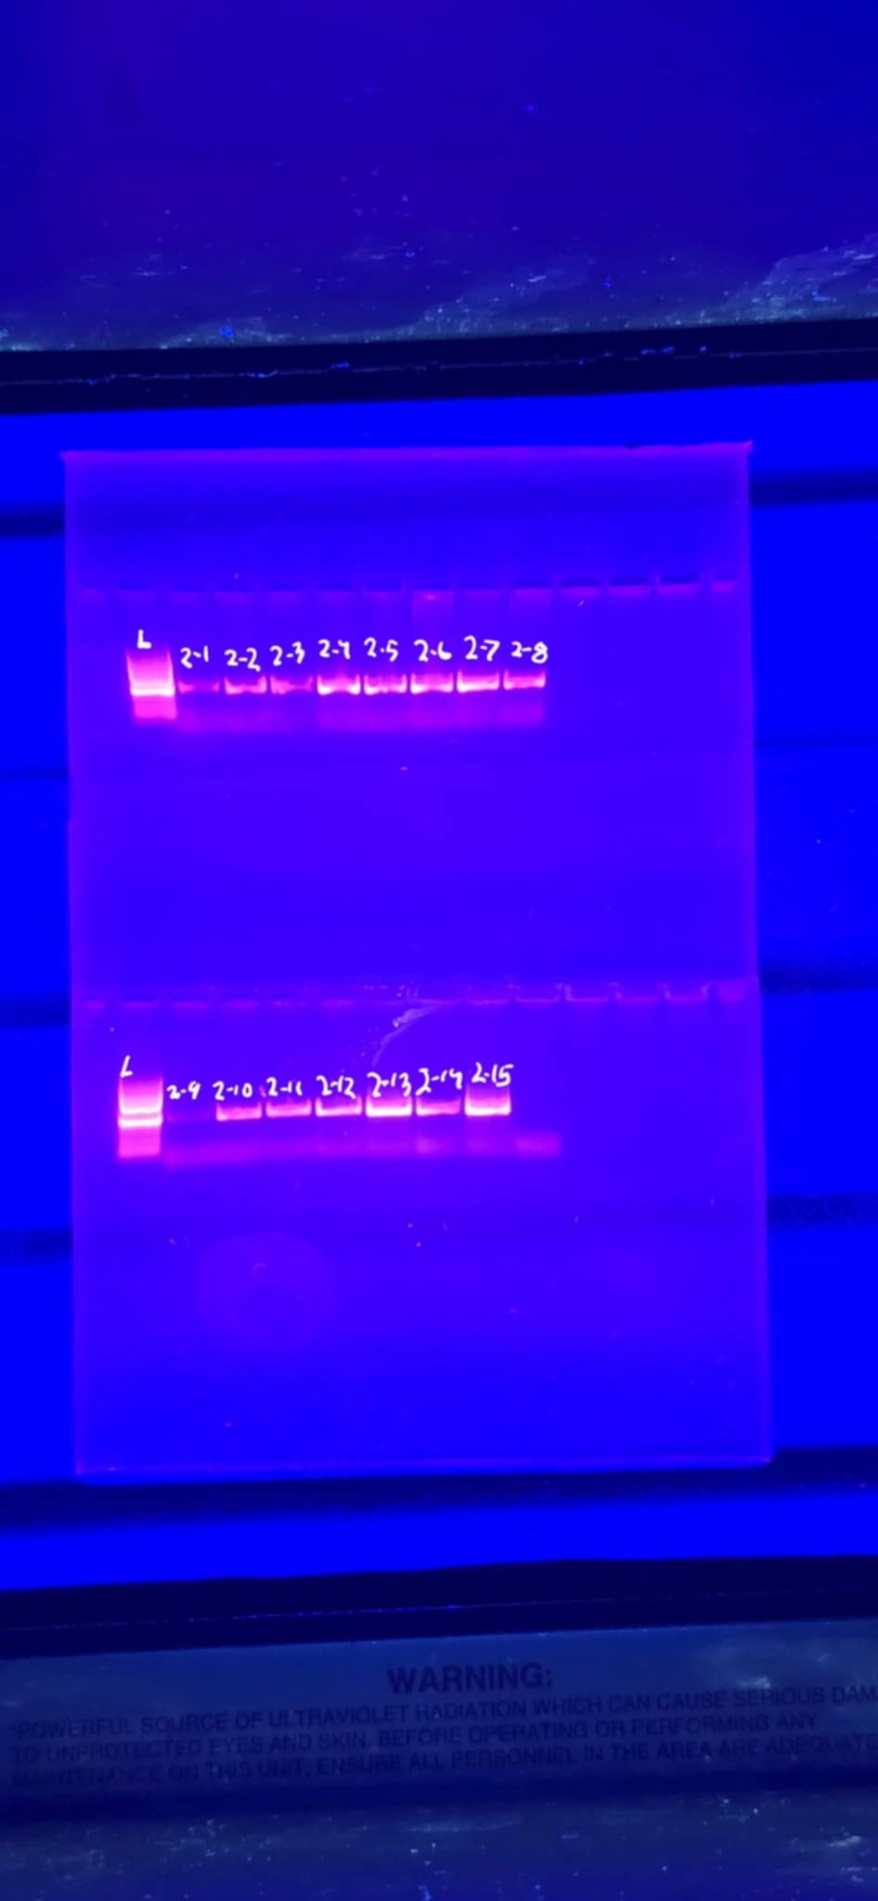 L 2-1 2-2 2-3 2-4 2-5 2-6 2-7 2-8
L 2-9 2-10 2-11 2-12 2-13 2-14 2-15
WARNING:
"POWERFUL SOURCE OF ULTRAVIOLET RADIATION WHICH CAN CAUSE SERIOUS DAM
TO UNPROTECTED EYES AND SKIN. BEFORE OPERATING OR PERFORMING ANY
MAINTENANCE ON THIS UNIT, ENSURE ALL PERSONNEL IN THE AREA ARE ADEQUATE